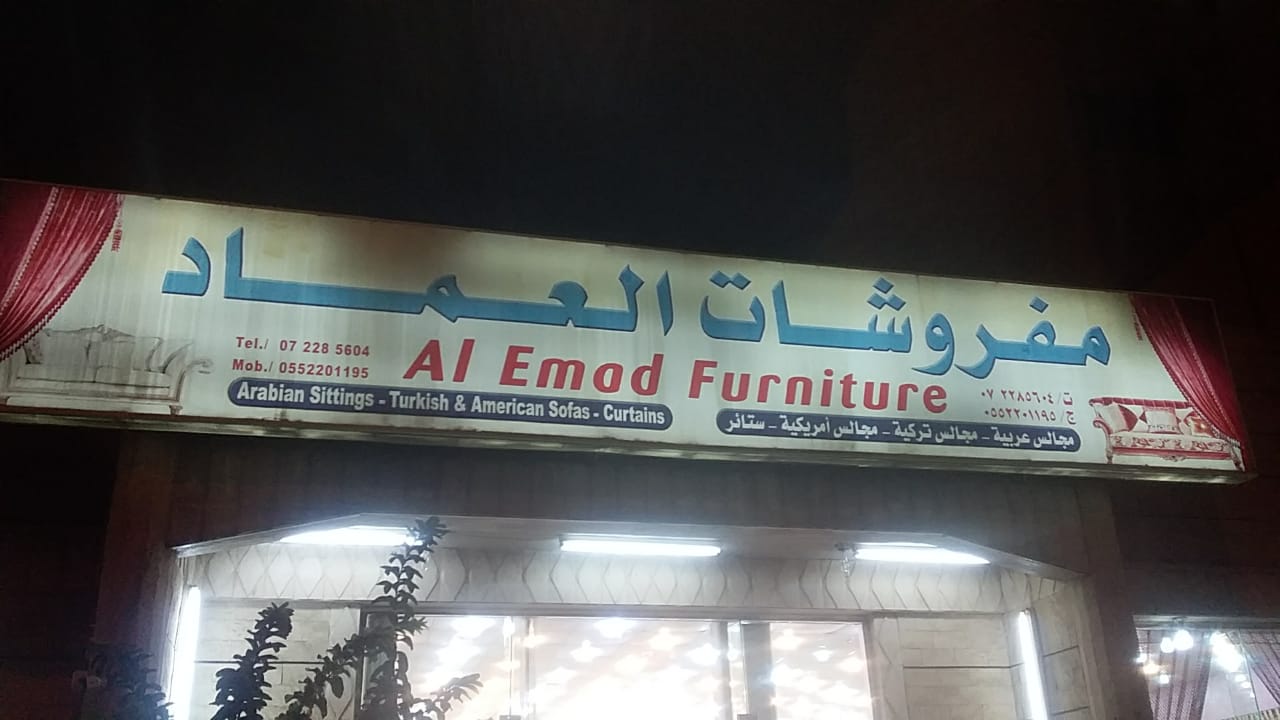 مفروشات العماد
Al Emad Furniture
Tel./ 07 228 5604
Mob./ 0552201195
ت/ ٠٧ ٢٢٨٥٦٠٤
ج/ ٠٥٥٢٢٠١١٩٥
Arabian Sittings - Turkish & American Sofas - Curtains
مجالس عربية - مجالس تركية - مجالس أمريكية - ستائر